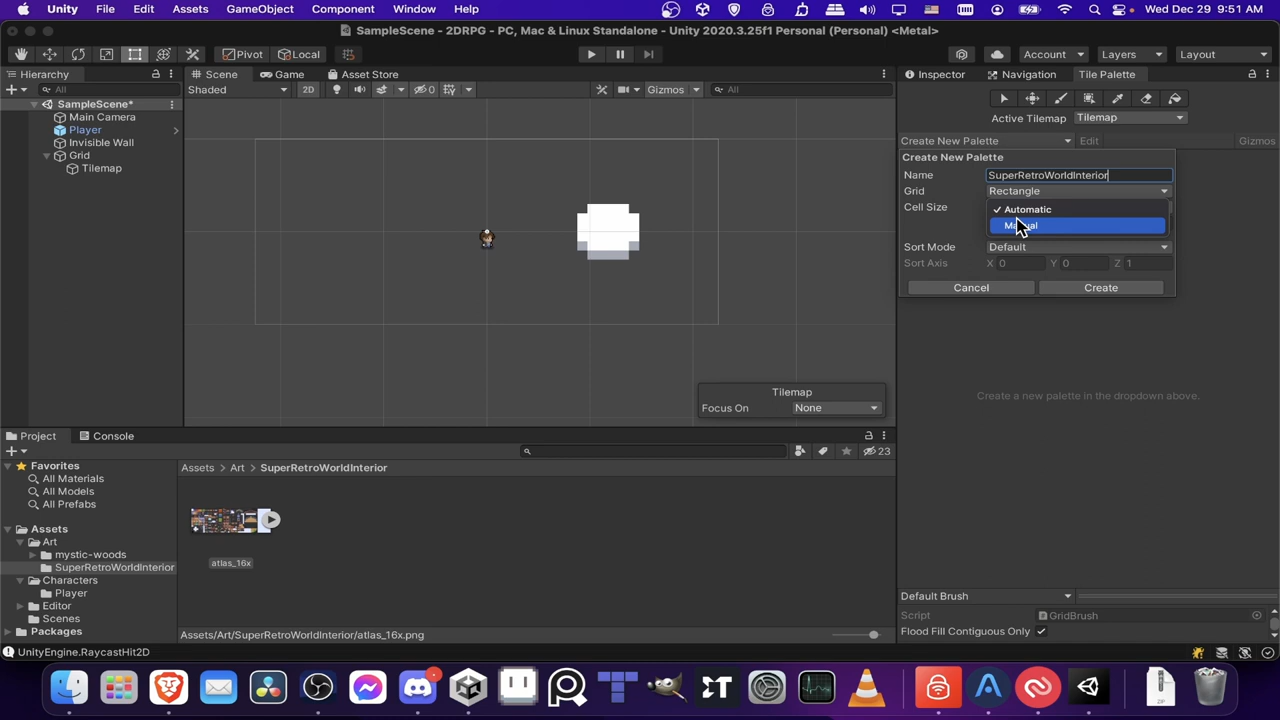 Unity File Edit Assets GameObject Component Window Help Wed Dec 29 9:51 AM
SampleScene - 2DRPG - PC, Mac & Linux Standalone - Unity 2020.3.25f1 Personal (Personal) <Metal>
Pivot Local Account Layers Layout
Hierarchy Scene Game Asset Store Inspector Navigation Tile Palette
All Shaded 2D 0 Gizmos All
SampleScene*
Main Camera
Active Tilemap Tilemap
Player
Invisible Wall
Create New Palette Edit Gizmos
Grid
Create New Palette
Tilemap
Name SuperRetroWorldInterior
Grid Rectangle
Cell Size Automatic
Manual
Sort Mode Default
Sort Axis X 0 Y 0 Z 1
Cancel Create
Tilemap
Focus On None
Create a new palette in the dropdown above.
Project Console
23
Favorites
All Materials
All Models
All Prefabs
Assets > Art > SuperRetroWorldInterior
Assets
Art
mystic-woods
SuperRetroWorldInterior
Characters
Player
Editor
Scenes
Packages
atlas_16x
Assets/Art/SuperRetroWorldInterior/atlas_16x.png
Default Brush
Script GridBrush
Flood Fill Contiguous Only
UnityEngine.RaycastHit2D
ZIP